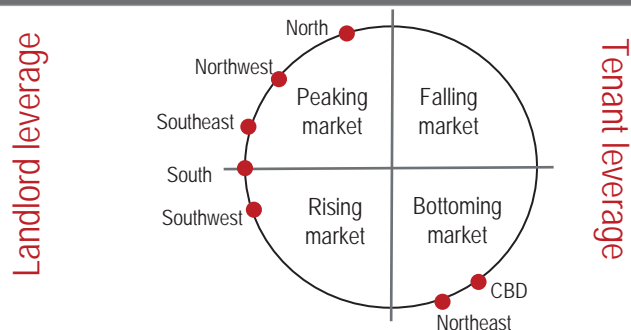 Landlord leverage
North
Northwest
Southeast
South
Southwest
Peaking
market
Falling
market
Rising
market
Bottoming
market
CBD
Northeast
Tenant leverage